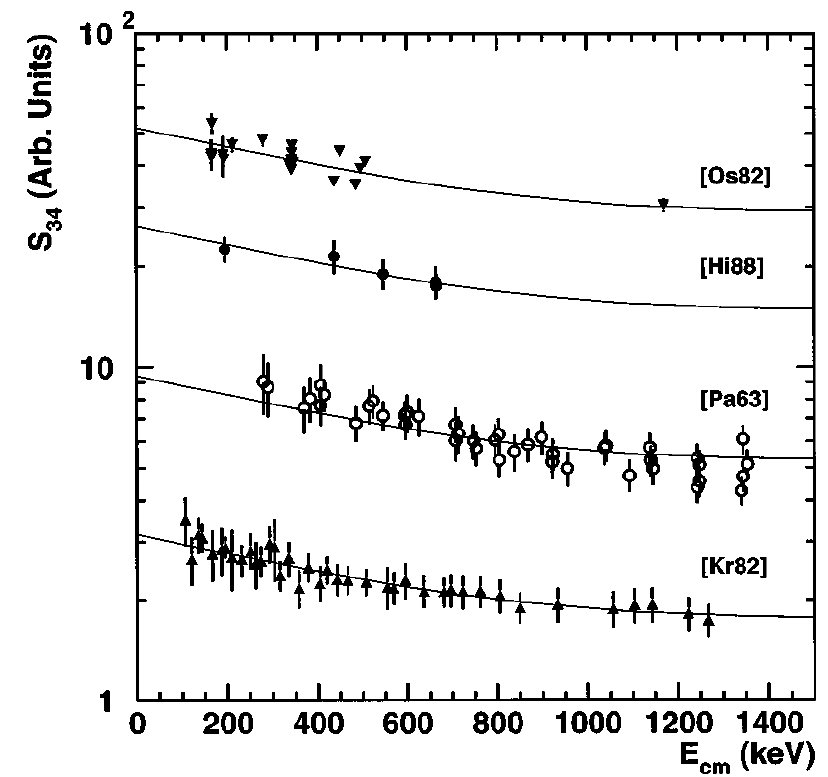 10 2
S34 (Arb. Units)
[Os82]
[Hi88]
10
[Pa63]
[Kr82]
1
0 200 400 600 800 1000 1200 1400
Ecm (keV)